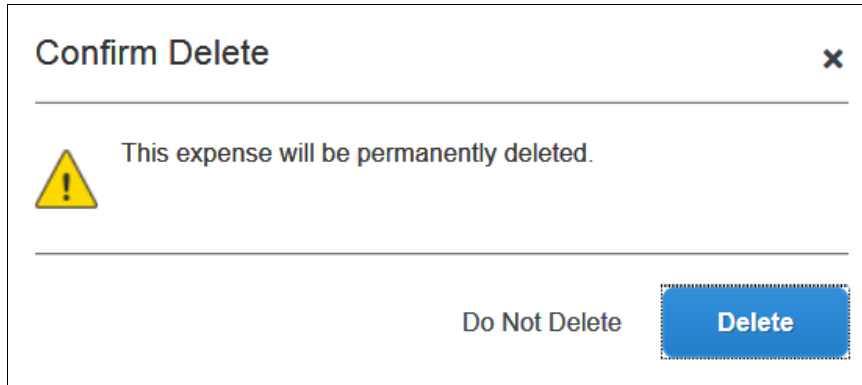 Confirm Delete
This expense will be permanently deleted.
Do Not Delete
Delete